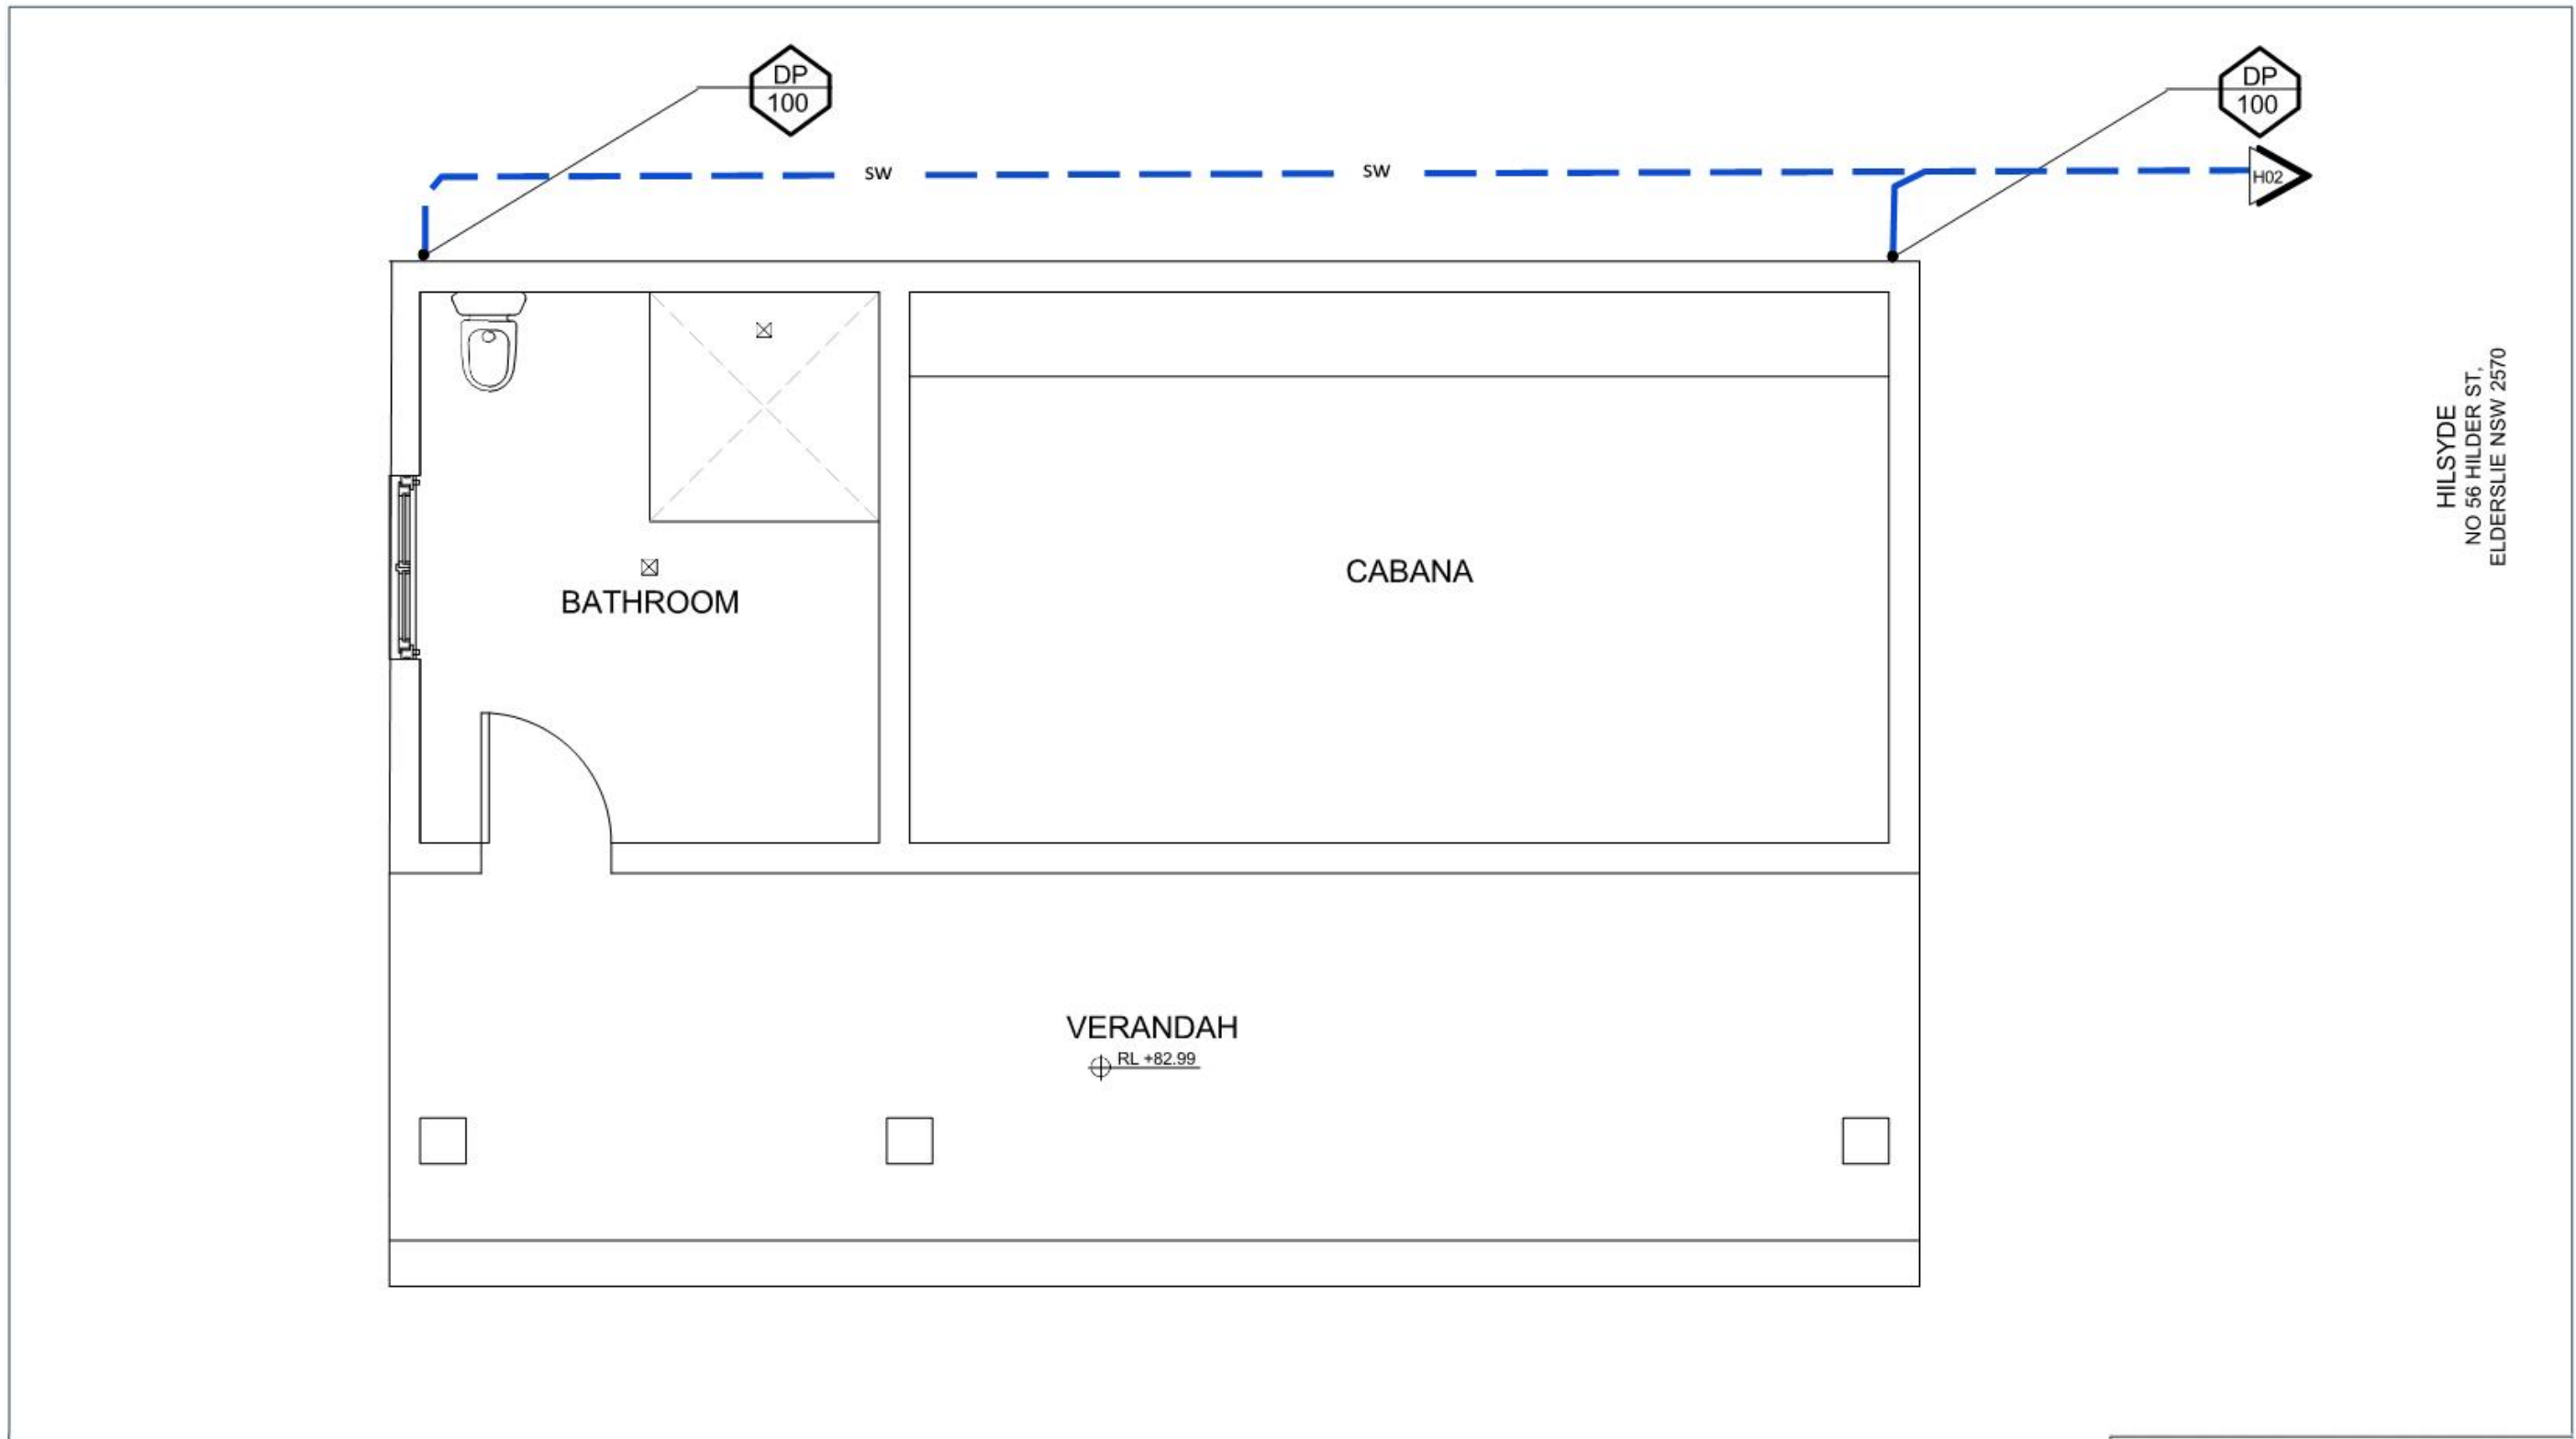 DP
100
DP
100
SW
SW
H02
HILSYDE
NO 56 HILDER ST,
ELDERSLIE NSW 2570
CABANA
BATHROOM
VERANDAH
RL +82.99